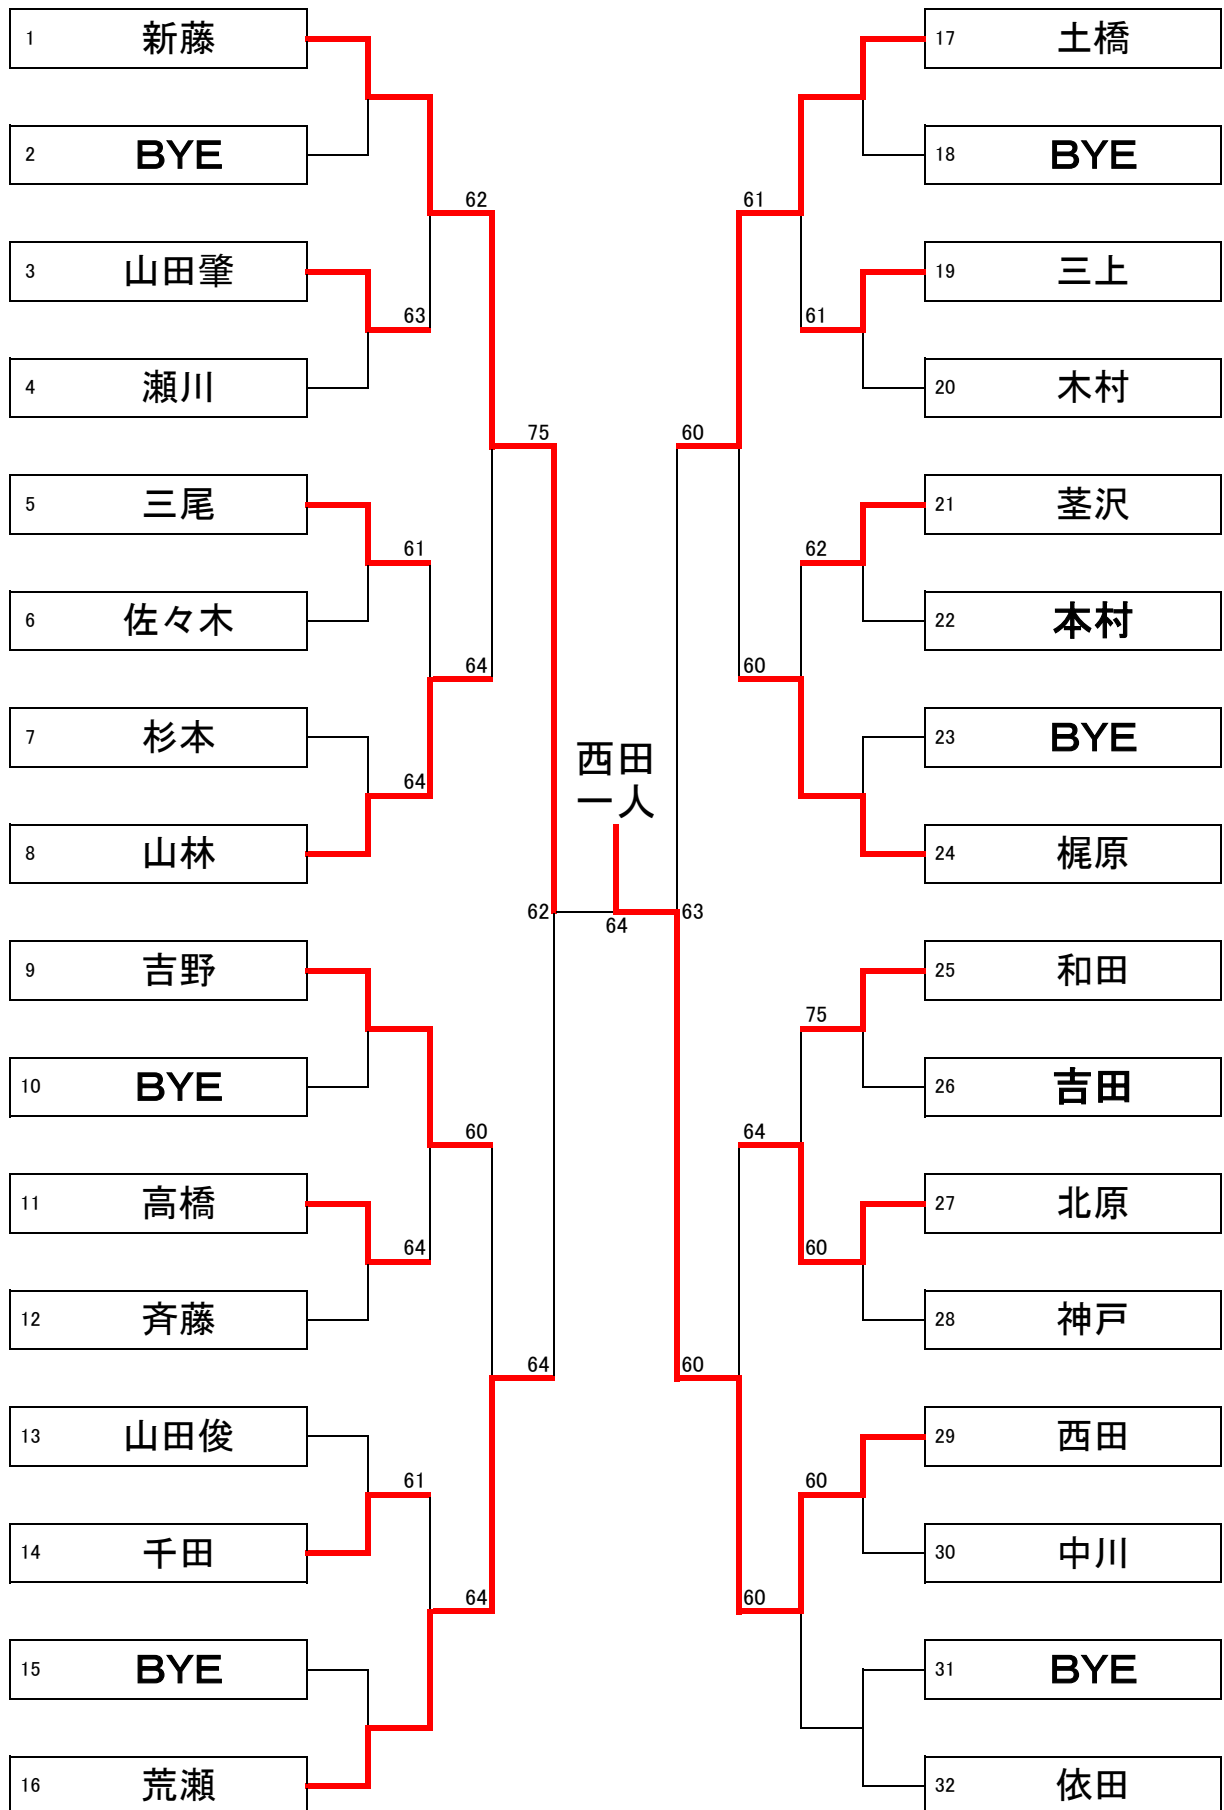 1 新藤
2 BYE
62
3 山田肇
63
4 瀬川
75
5 三尾
61
6 佐々木
64
7 杉本
64
8 山林
62
9 吉野
10 BYE
60
11 高橋
64
12 斉藤
64
13 山田俊
61
14 千田
64
15 BYE
16 荒瀬
西田
一人
64
17 土橋
18 BYE
61
19 三上
61
20 木村
60
21 茎沢
62
22 本村
60
23 BYE
24 梶原
63
25 和田
75
26 吉田
64
27 北原
60
28 神戸
60
29 西田
60
30 中川
60
31 BYE
32 依田